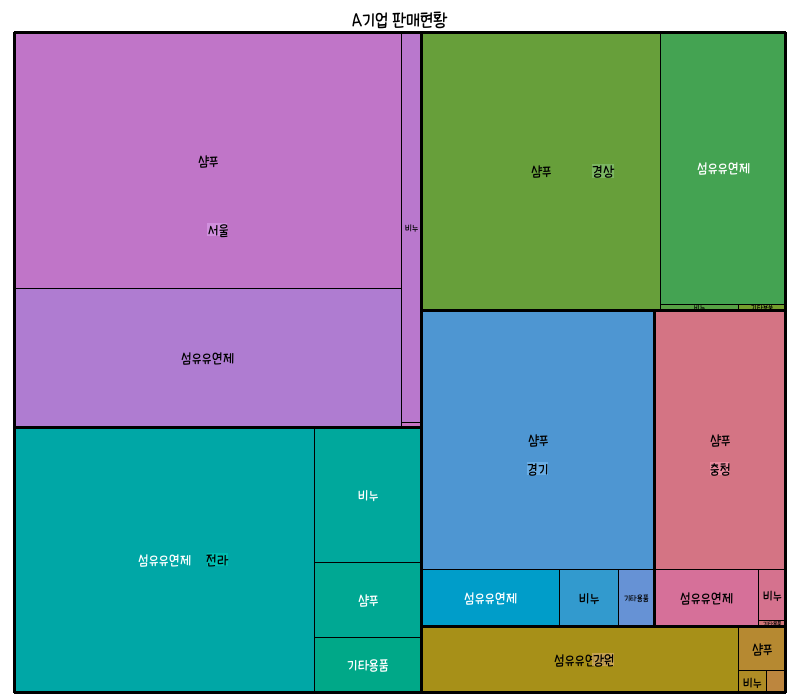 A기업 판매현황
샴푸
서울
섬유유연제
비누
샴푸
경상
섬유유연제
비누
기타용품
섬유유연제
전라
비누
샴푸
기타용품
샴푸
경기
섬유유연제
비누
기타용품
샴푸
충청
섬유유연제
비누
섬유연
강원
샴푸
비누